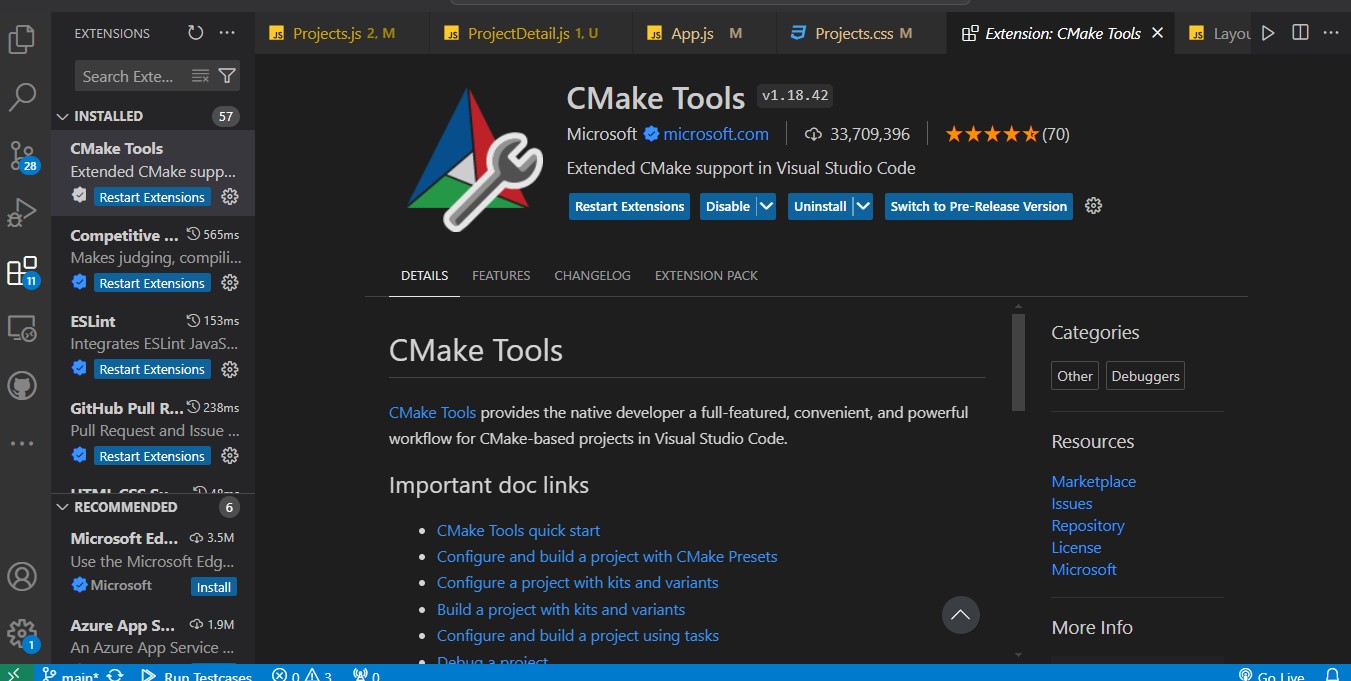 EXTENSIONS
Projects.js 2, M
ProjectDetail.js 1, U
App.js M
Projects.css M
Extension: CMake Tools
Search Exte...
INSTALLED 57
CMake Tools
Extended CMake supp...
Restart Extensions
Competitive ... 565ms
Makes judging, compili...
Restart Extensions
ESLint 153ms
Integrates ESLint JavaS...
Restart Extensions
GitHub Pull R... 238ms
Pull Request and Issue ...
Restart Extensions
RECOMMENDED 6
Microsoft Ed... 3.5M
Use the Microsoft Edg...
Microsoft Install
Azure App S... 1.9M
An Azure App Service ...
28
11
1
CMake Tools v1.18.42
Microsoft microsoft.com 33,709,396 (70)
Extended CMake support in Visual Studio Code
Restart Extensions Disable Uninstall Switch to Pre-Release Version
DETAILS FEATURES CHANGELOG EXTENSION PACK
CMake Tools
CMake Tools provides the native developer a full-featured, convenient, and powerful
workflow for CMake-based projects in Visual Studio Code.
Important doc links
CMake Tools quick start
Configure and build a project with CMake Presets
Configure a project with kits and variants
Build a project with kits and variants
Configure and build a project using tasks
Debug a project
Categories
Other Debuggers
Resources
Marketplace
Issues
Repository
License
Microsoft
More Info
main* Run Testcases 0 3 0 Go Live